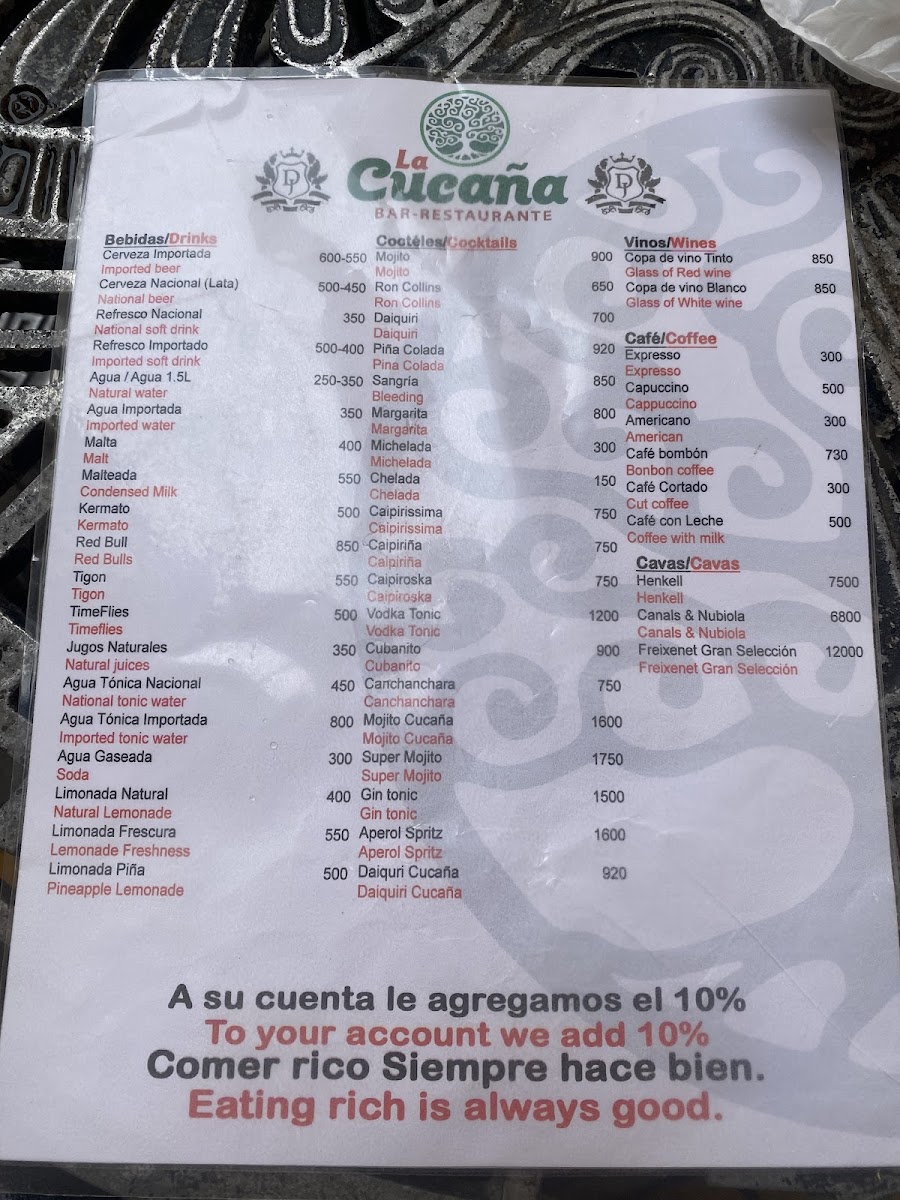 La
Cucaña
BAR-RESTAURANTE
Bebidas/Drinks
Cerveza Importada 600-550
Imported beer
Cerveza Nacional (Lata) 500-450
National beer
Refresco Nacional 350
National soft drink
Refresco Importado 500-400
Imported soft drink
Agua / Agua 1.5L 250-350
Natural water
Agua Importada 350
Imported water
Malta 400
Malt
Malteada 550
Condensed Milk
Kermato 500
Kermato
Red Bull 850
Red Bulls
Tigon 550
Tigon
TimeFlies 500
Timeflies
Jugos Naturales 350
Natural juices
Agua Tónica Nacional 450
National tonic water
Agua Tónica Importada 800
Imported tonic water
Agua Gaseada 300
Soda
Limonada Natural 400
Natural Lemonade
Limonada Frescura 550
Lemonade Freshness
Limonada Piña 500
Pineapple Lemonade
Coctéles/Cocktails
Mojito 900
Mojito
Ron Collins 650
Ron Collins
Daiquiri 700
Daiquiri
Piña Colada 920
Pina Colada
Sangría 850
Bleeding
Margarita 800
Margarita
Michelada 300
Michelada
Chelada 150
Chelada
Caipirissima 750
Caipirissima
Caipiriña 750
Caipiriña
Caipiroska 750
Caipiroska
Vodka Tonic 1200
Vodka Tonic
Cubanito 900
Cubanito
Canchanchara 750
Canchanchara
Mojito Cucaña 1600
Mojito Cucaña
Super Mojito 1750
Super Mojito
Gin tonic 1500
Gin tonic
Aperol Spritz 1600
Aperol Spritz
Daiquiri Cucaña 920
Daiquiri Cucaña
Vinos/Wines
Copa de vino Tinto 850
Glass of Red wine
Copa de vino Blanco 850
Glass of White wine
Café/Coffee
Expresso 300
Expresso
Capuccino 500
Cappuccino
Americano 300
American
Café bombón 730
Bonbon coffee
Café Cortado 300
Cut coffee
Café con Leche 500
Coffee with milk
Cavas/Cavas
Henkell 7500
Henkell
Canals & Nubiola 6800
Canals & Nubiola
Freixenet Gran Selección 12000
Freixenet Gran Selección
A su cuenta le agregamos el 10%
To your account we add 10%
Comer rico Siempre hace bien.
Eating rich is always good.